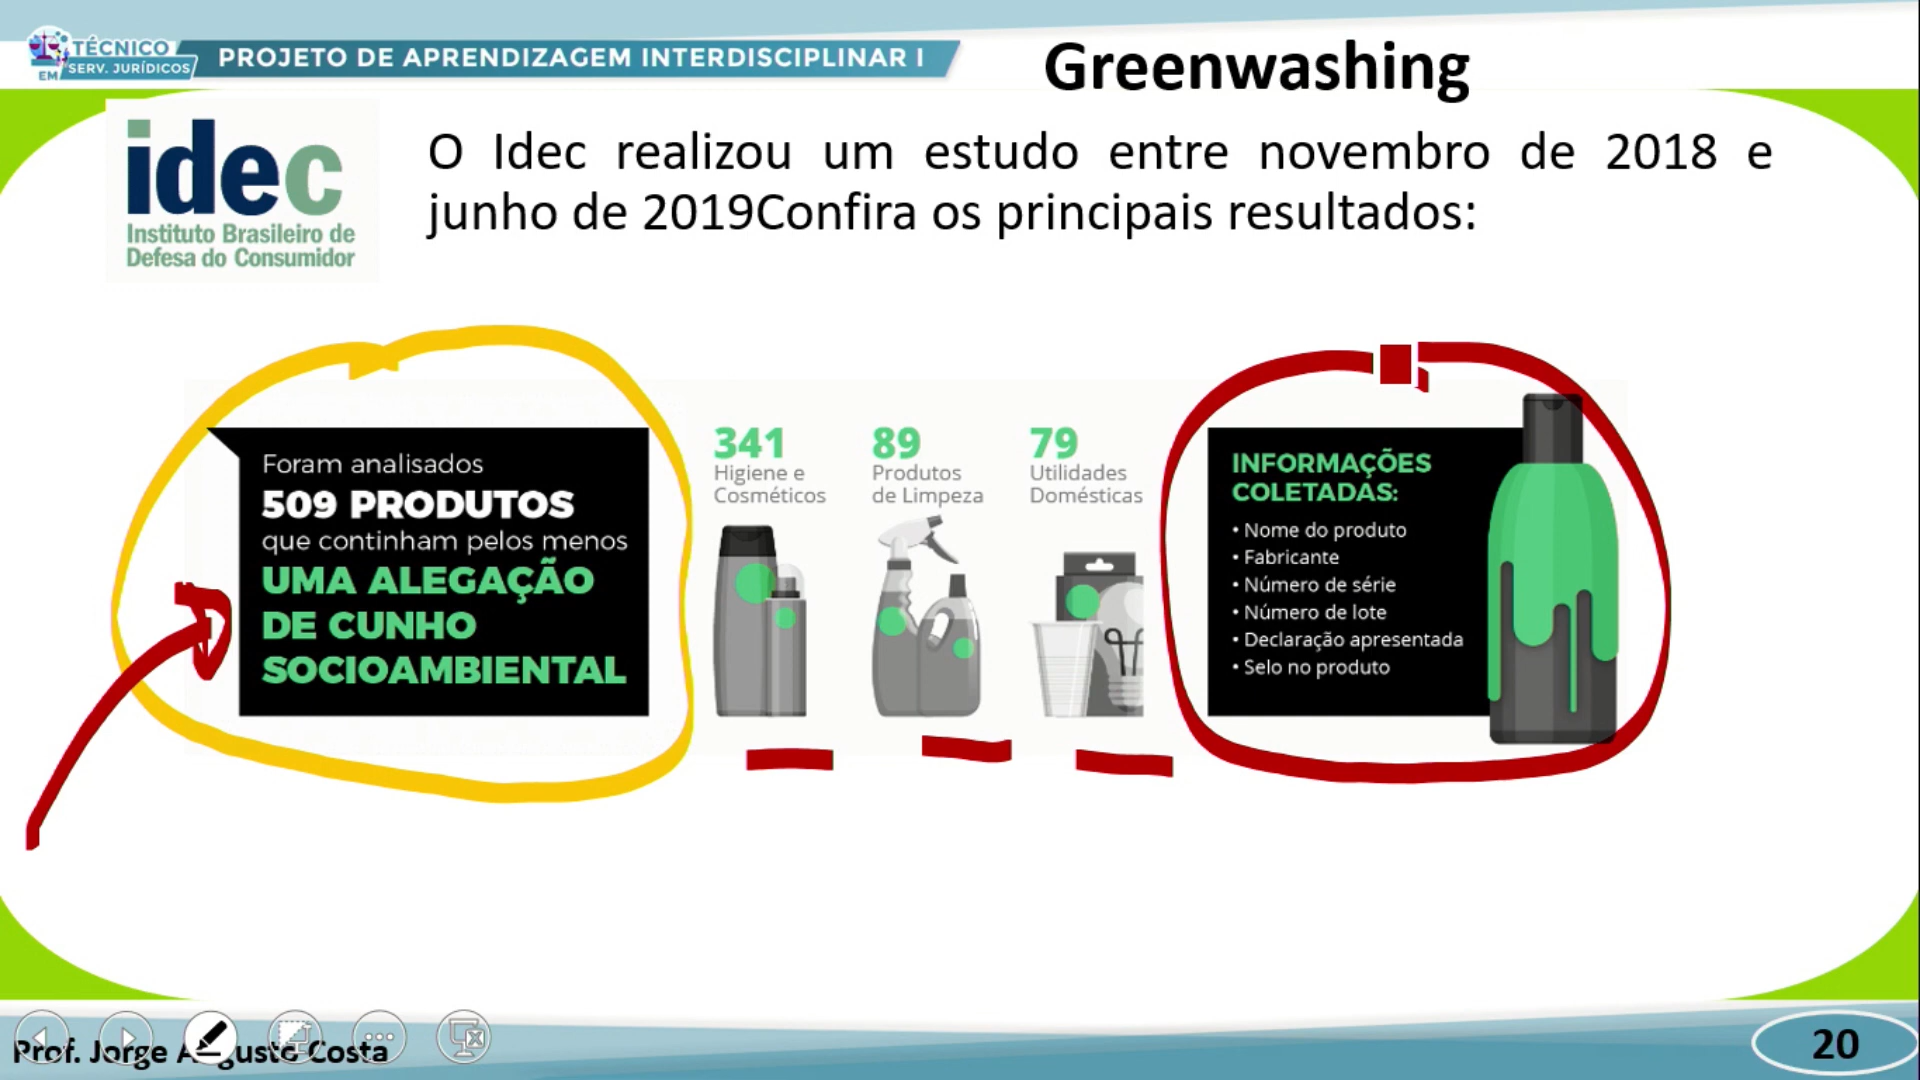 TÉCNICO
EM SERV. JURÍDICOS
PROJETO DE APRENDIZAGEM INTERDISCIPLINAR I
Greenwashing
idec
Instituto Brasileiro de
Defesa do Consumidor
O Idec realizou um estudo entre novembro de 2018 e
junho de 2019Confira os principais resultados:
Foram analisados
509 PRODUTOS
que continham pelos menos
UMA ALEGAÇÃO
DE CUNHO
SOCIOAMBIENTAL
341
Higiene e
Cosméticos
89
Produtos
de Limpeza
79
Utilidades
Domésticas
INFORMAÇÕES
COLETADAS:
• Nome do produto
• Fabricante
• Número de série
• Número de lote
• Declaração apresentada
• Selo no produto
Prof. Jorge Augusto Costa
20